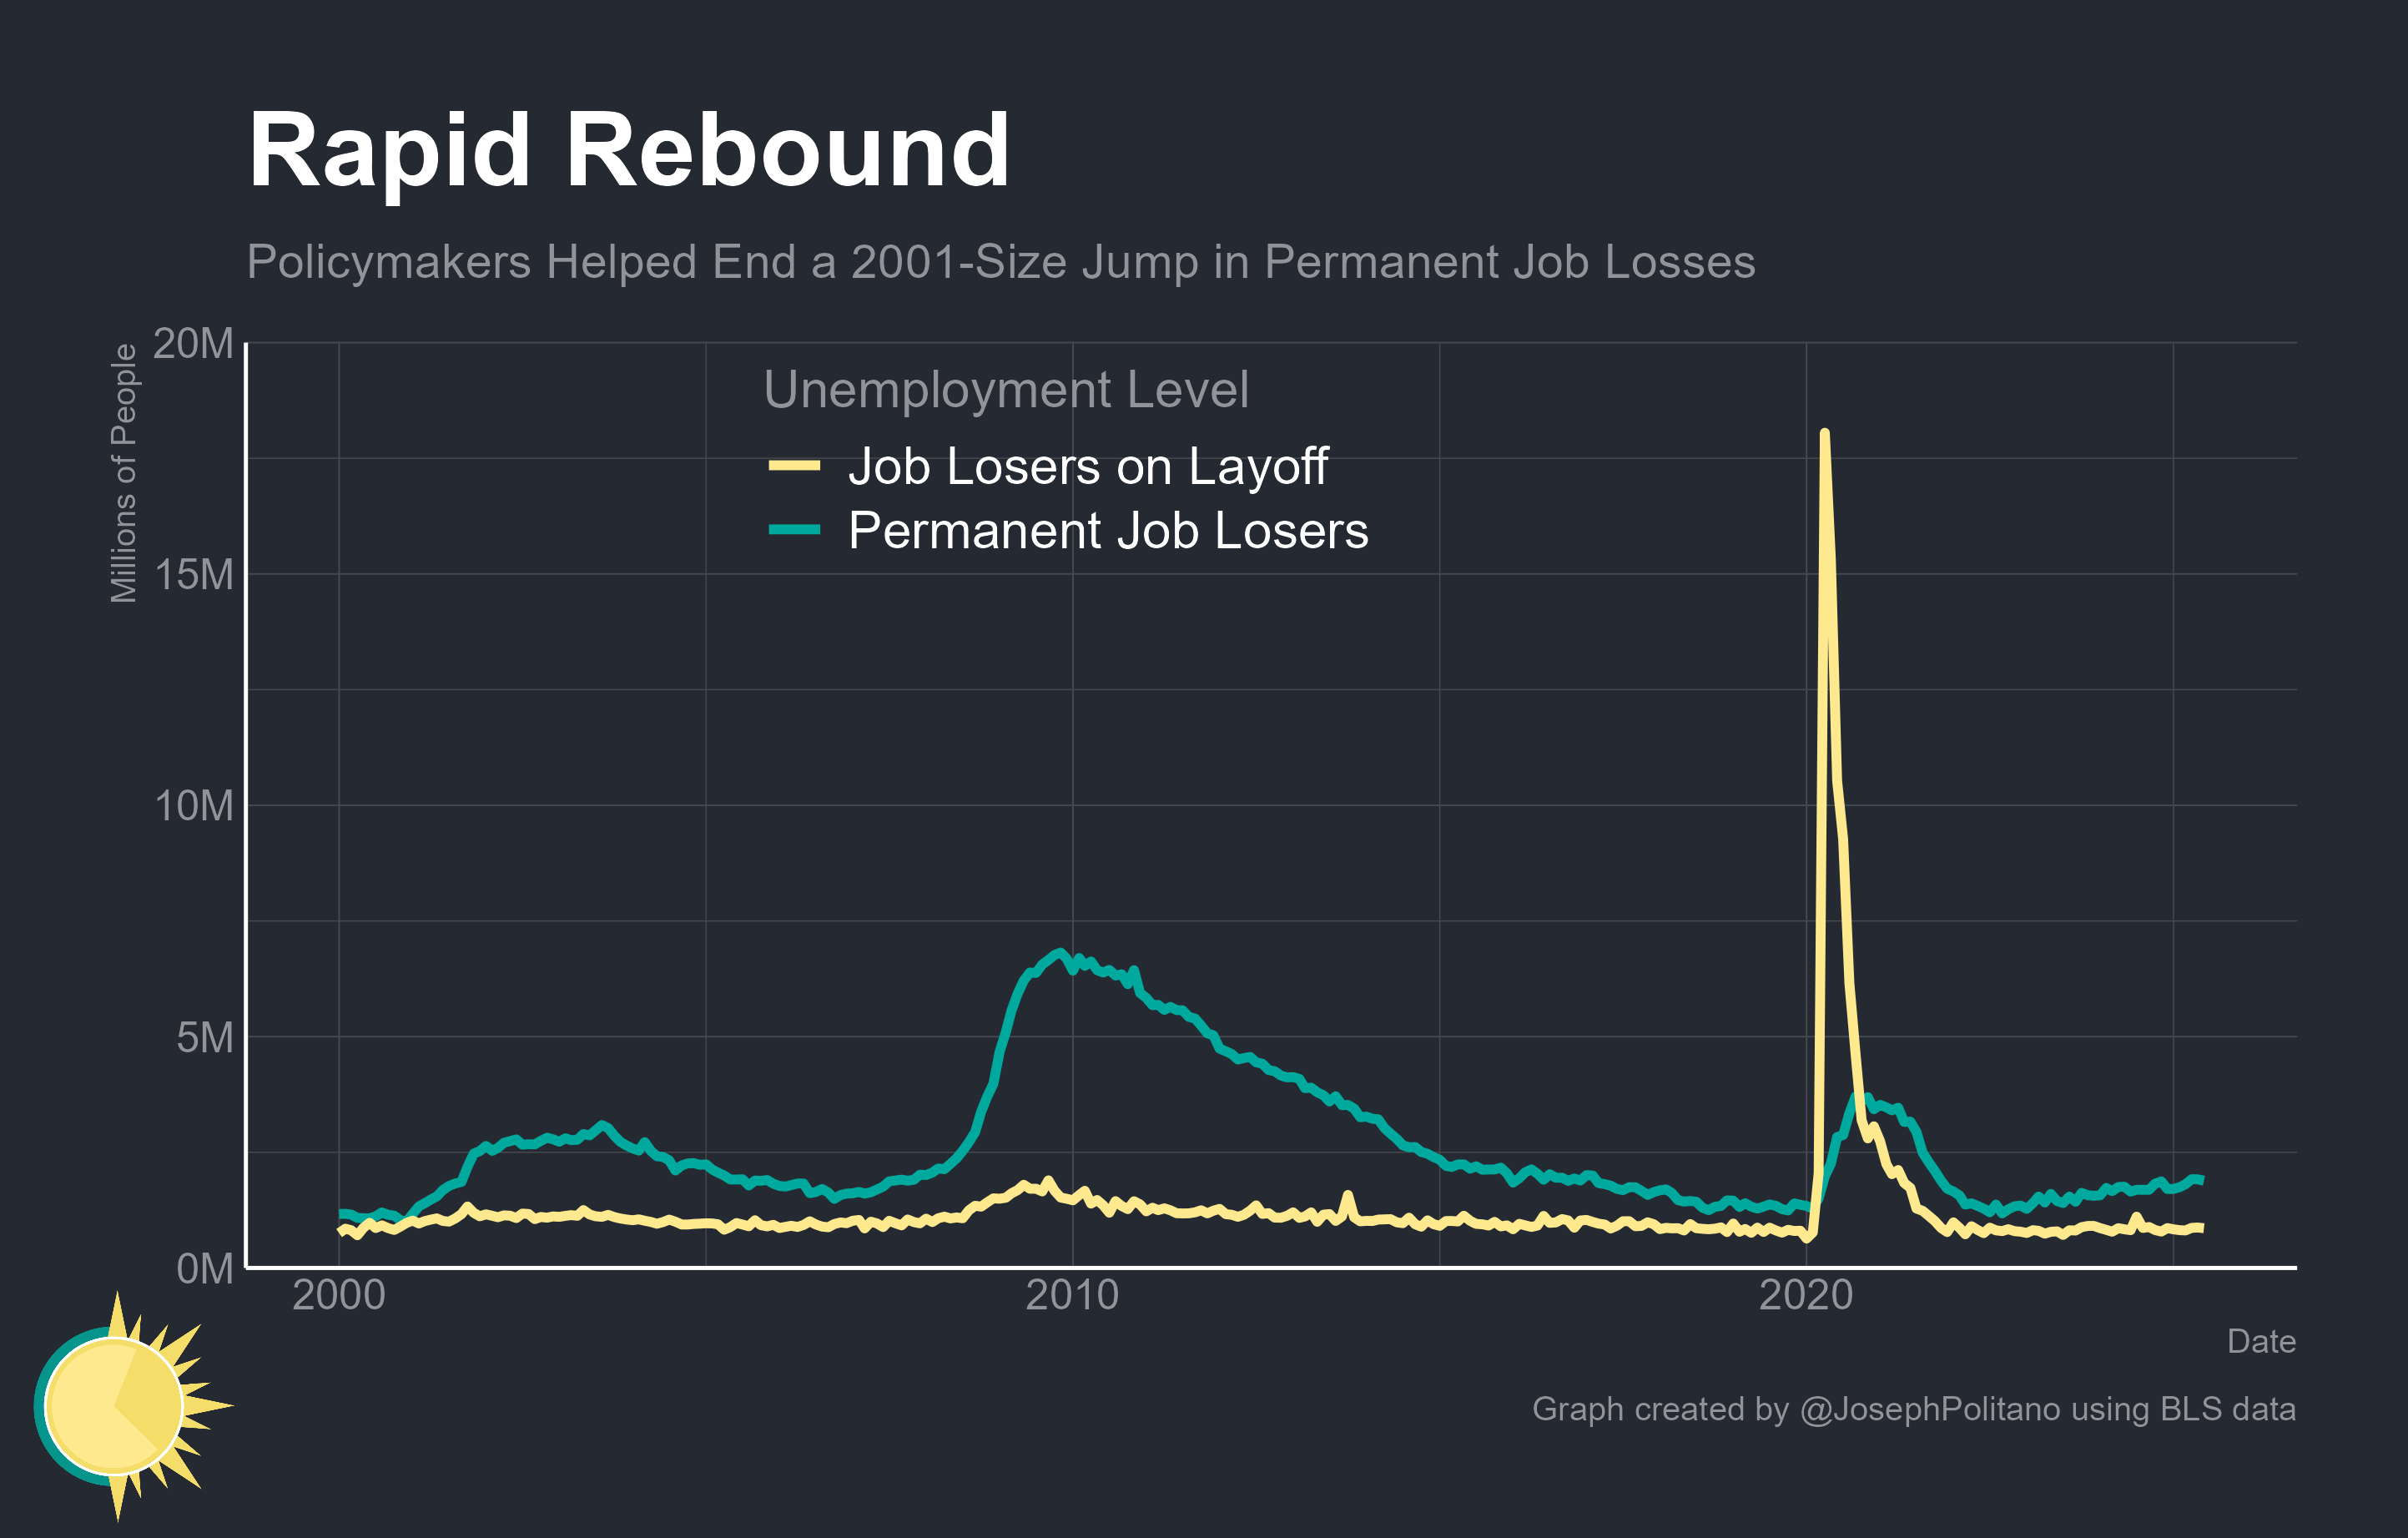 Rapid Rebound
Policymakers Helped End a 2001-Size Jump in Permanent Job Losses
Millions of People
20M
15M
10M
5M
0M
Unemployment Level
Job Losers on Layoff
Permanent Job Losers
2000
2010
2020
Date
Graph created by @JosephPolitano using BLS data